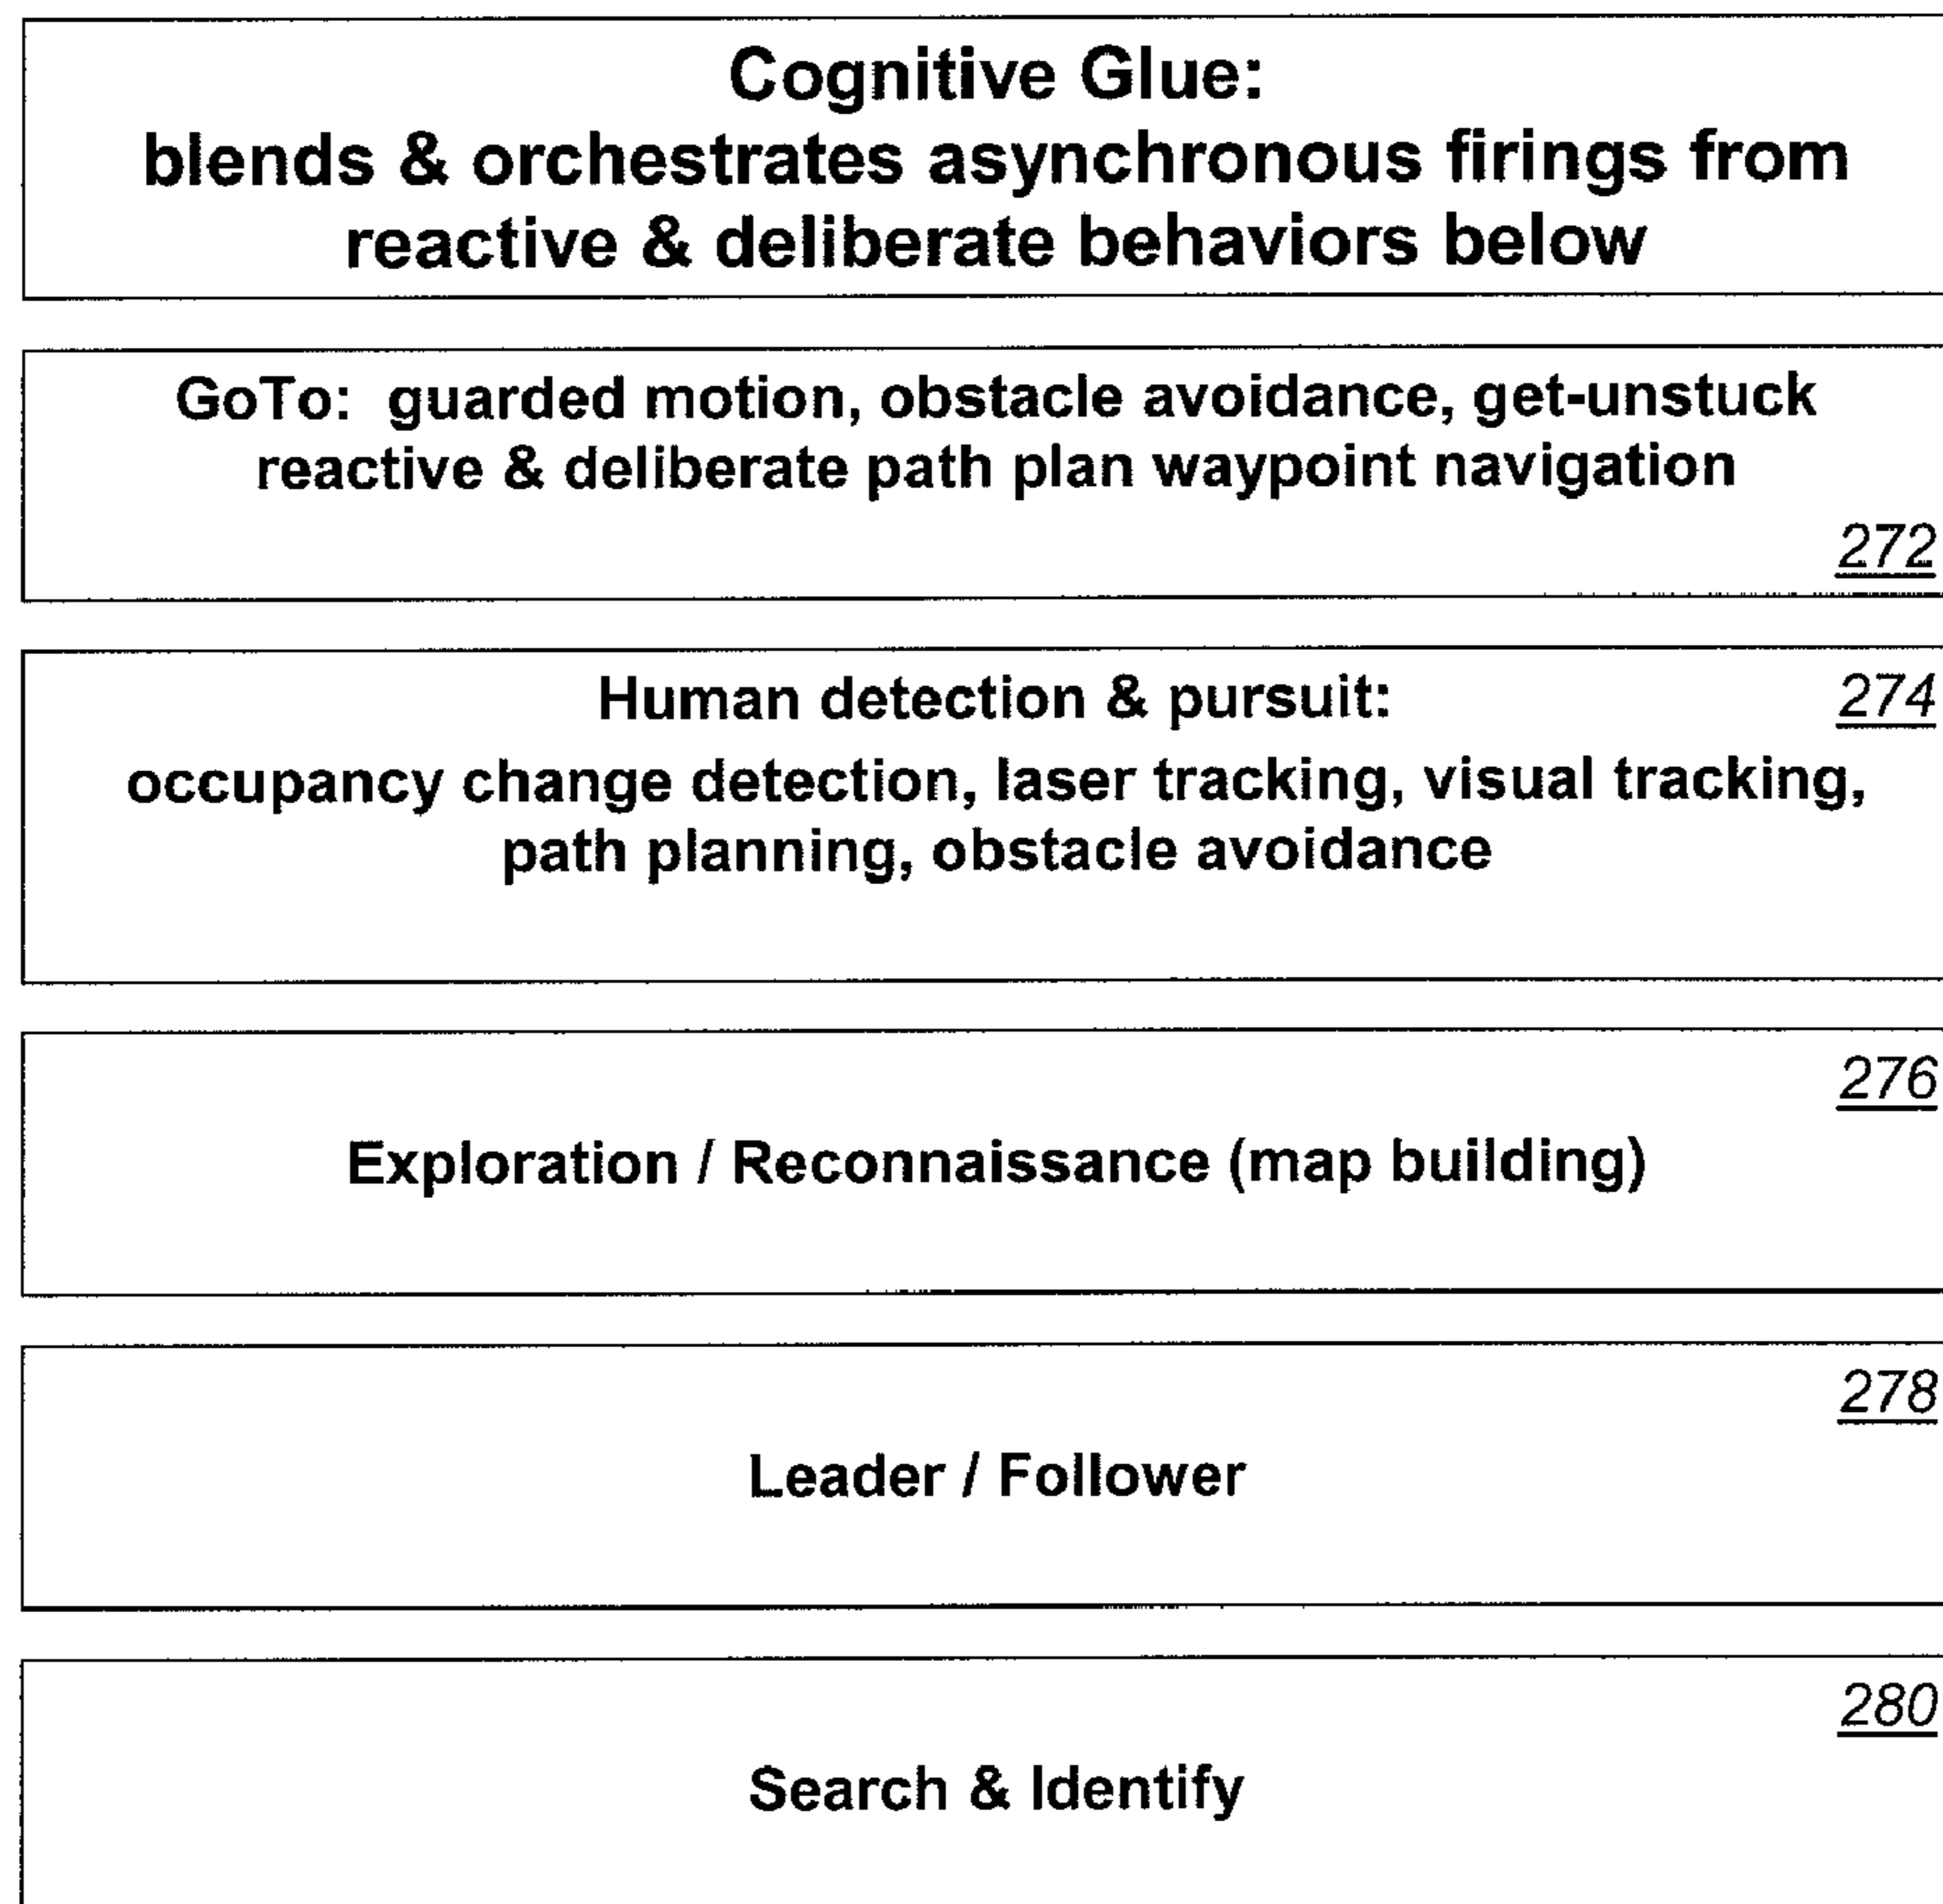 Cognitive Glue:
blends & orchestrates asynchronous firings from
reactive & deliberate behaviors below
GoTo: guarded motion, obstacle avoidance, get-unstuck
reactive & deliberate path plan waypoint navigation
272
Human detection & pursuit:
274
occupancy change detection, laser tracking, visual tracking,
path planning, obstacle avoidance
276
Exploration / Reconnaissance (map building)
278
Leader / Follower
280
Search & Identify